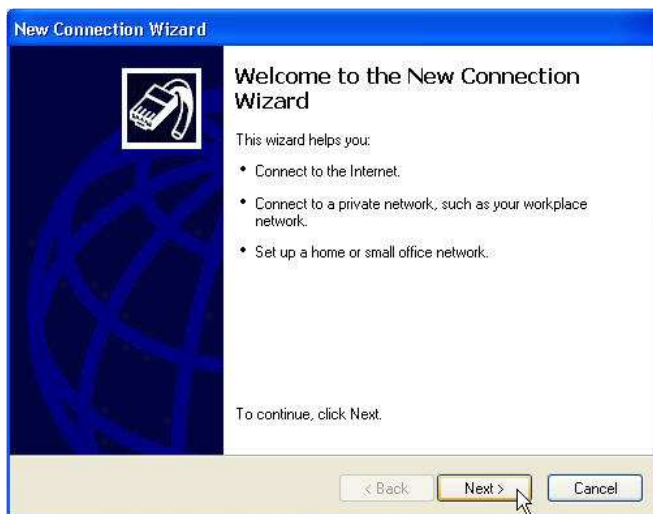 New Connection Wizard
Welcome to the New Connection
Wizard
This wizard helps you:
• Connect to the Internet.
• Connect to a private network, such as your workplace
network.
• Set up a home or small office network.
To continue, click Next.
< Back
Next >
Cancel